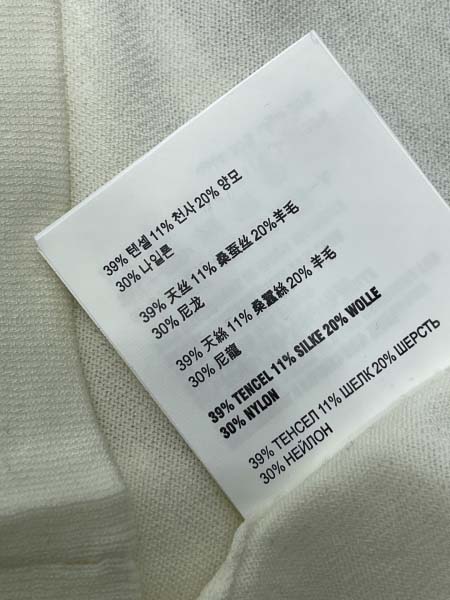 39% 텐셀 11% 천사 20% 양모
30% 나일론
39% 天丝 11% 桑蚕丝 20%羊毛
30% 尼龙
39% 天絲 11% 桑蠶絲 20% 羊毛
30% 尼龍
39% TENCEL 11% SILKE 20% WOLLE
30% NYLON
39% ТЕНСЕЛ 11% ШЕЛК 20% ШЕРСТЬ
30% НЕЙЛОН